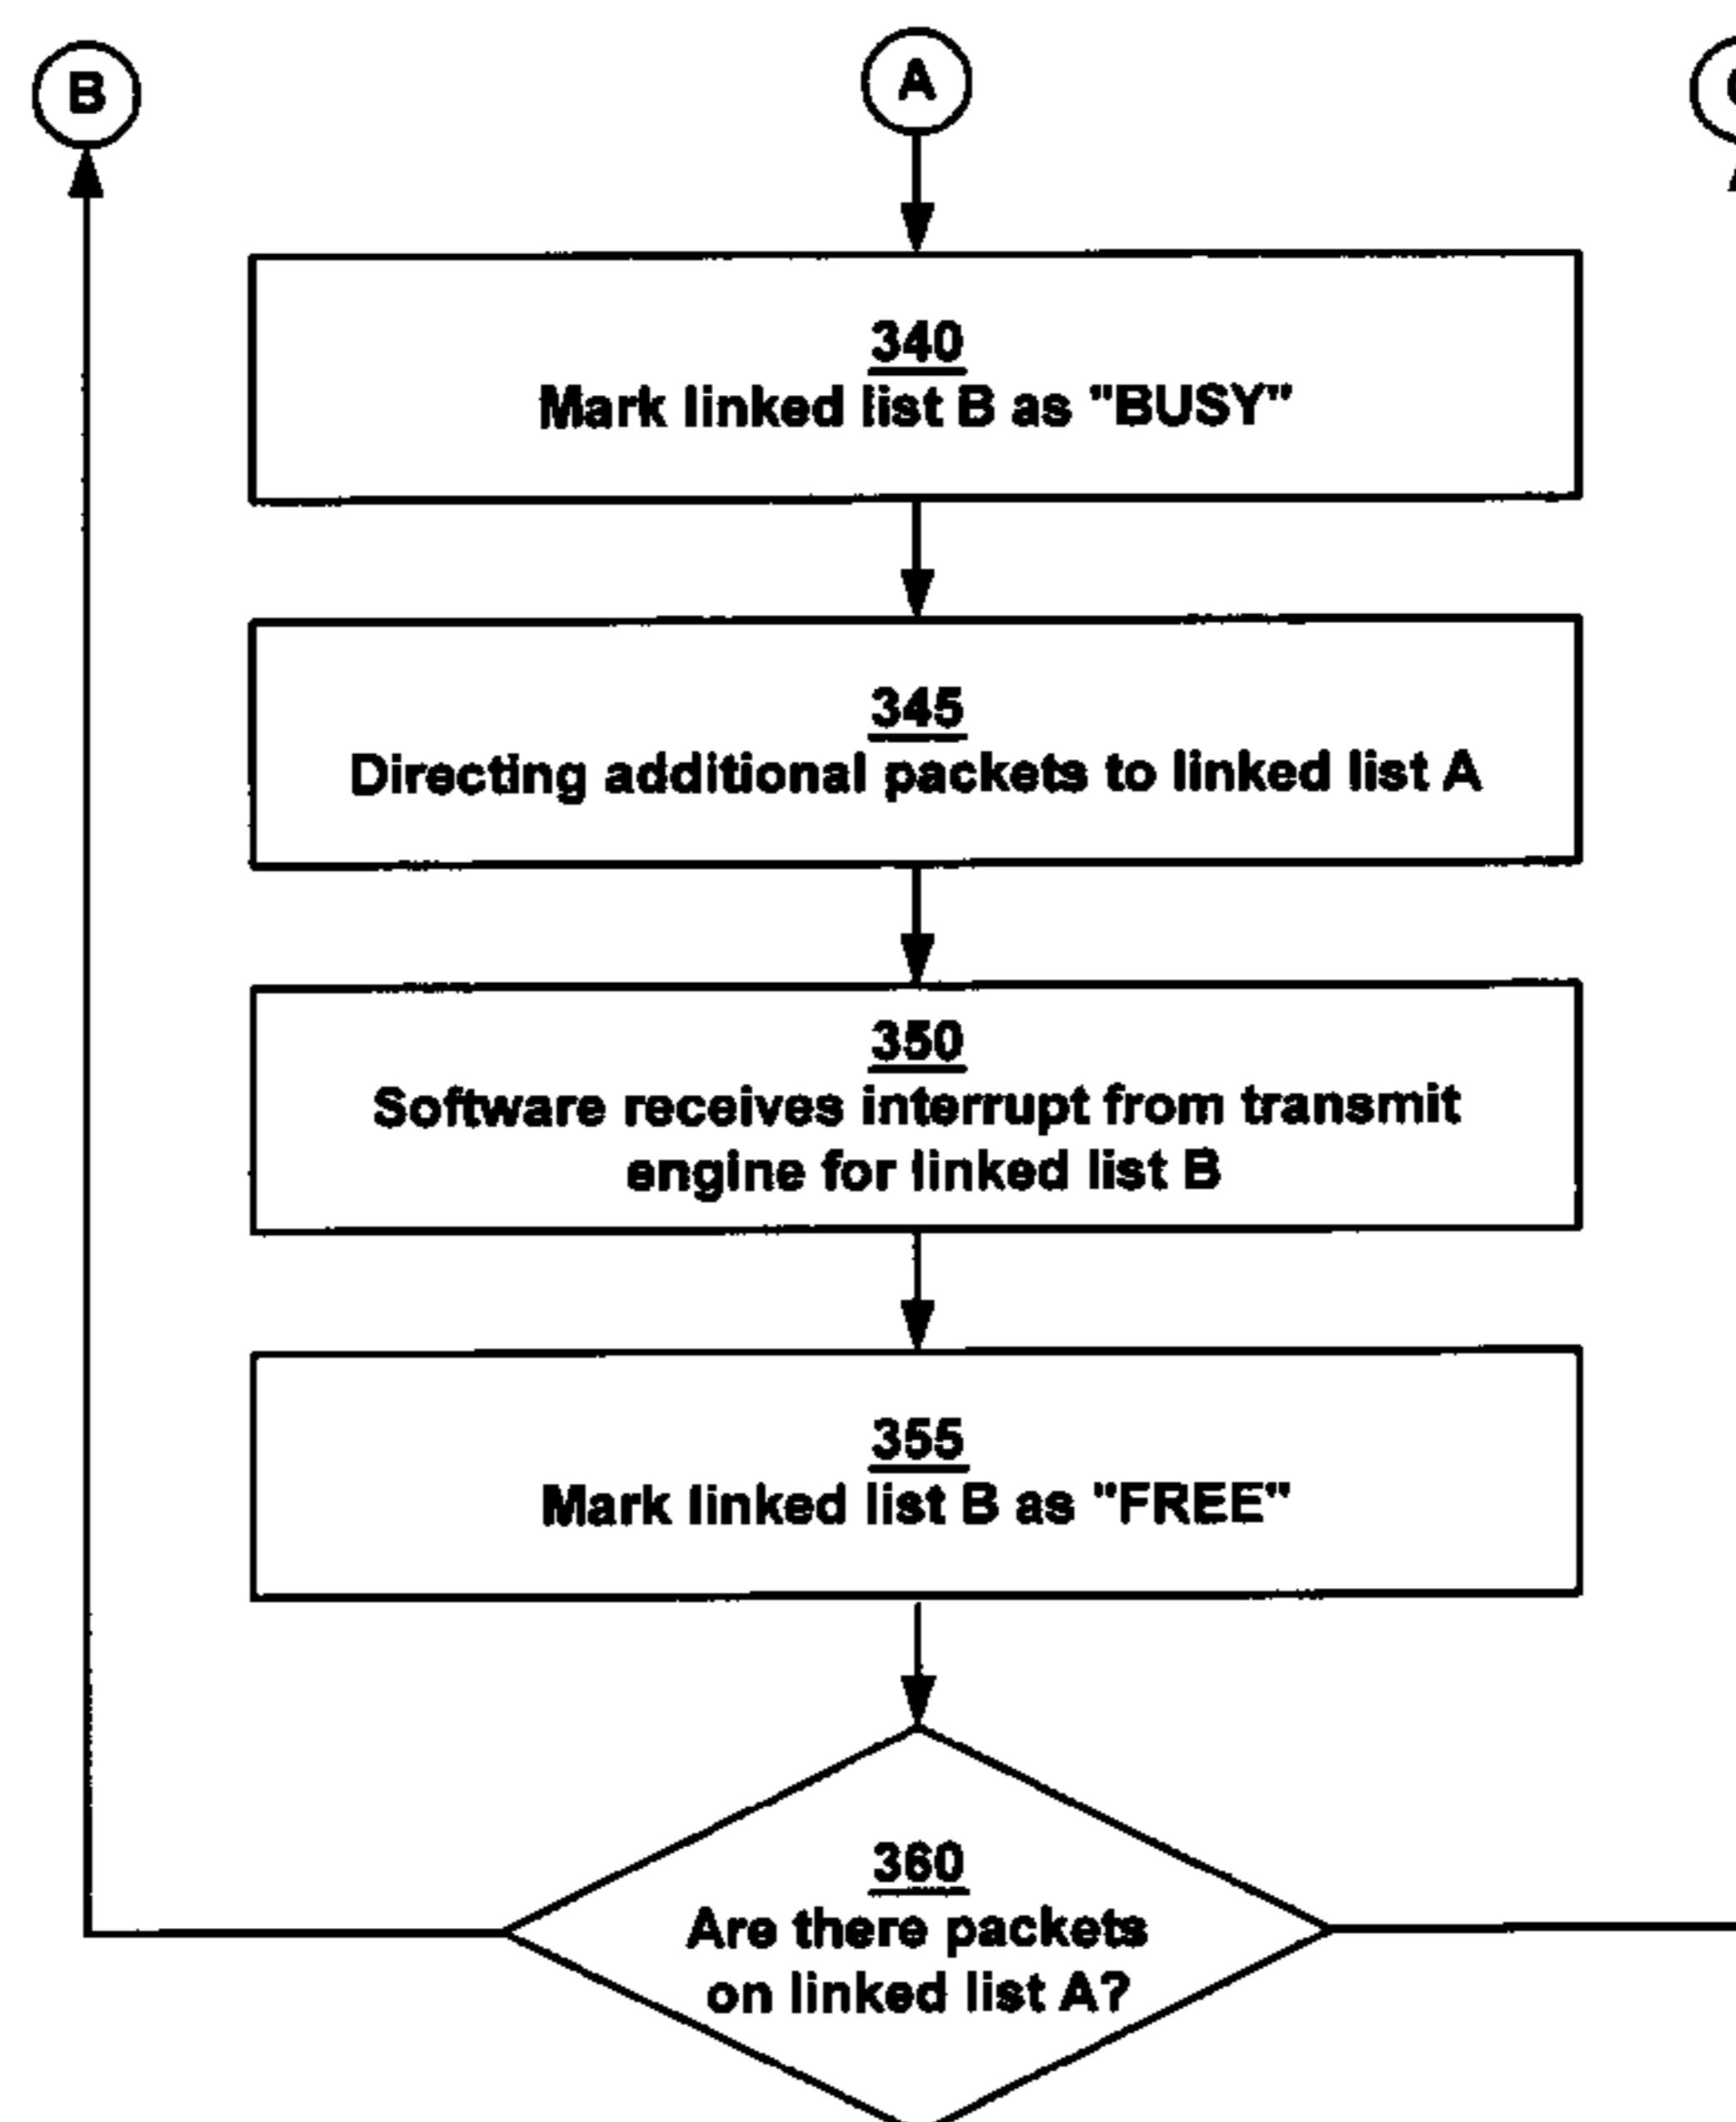 B
A
340
Mark linked list B as "BUSY"
345
Directing additional packets to linked list A
350
Software receives interrupt from transmit
engine for linked list B
355
Mark linked list B as "FREE"
360
Are there packets
on linked list A?